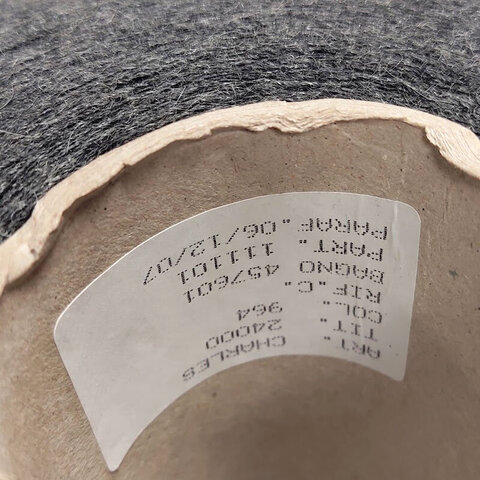 ART. CHARLES
TIT. 24000
COL. 964
RIF.C.
BAGNO 457601
PART. 111101
PARAF. 06/12/07